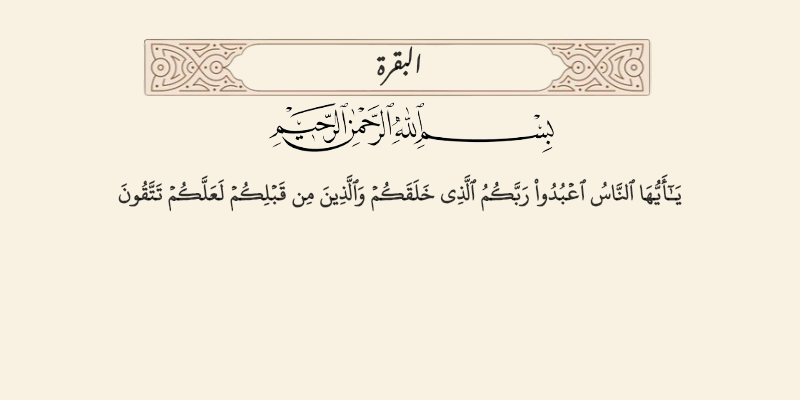 البقرة
بِسْمِ ٱللَّهِ ٱلرَّحْمَٰنِ ٱلرَّحِيمِ
يَـٰٓأَيُّهَا ٱلنَّاسُ ٱعْبُدُوا۟ رَبَّكُمُ ٱلَّذِى خَلَقَكُمْ وَٱلَّذِينَ مِن قَبْلِكُمْ لَعَلَّكُمْ تَتَّقُونَ